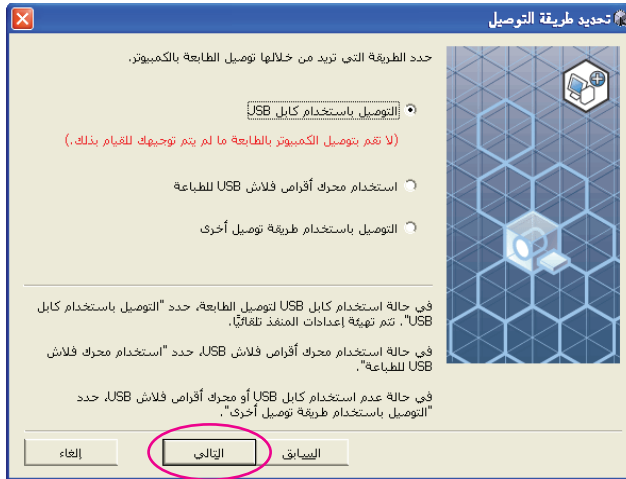 تحديد طريقة التوصيل
حدد الطريقة التي تريد من خلالها توصيل الطابعة بالكمبيوتر.
التوصيل باستخدام كابل USB
(لا تقم بتوصيل الكمبيوتر بالطابعة ما لم يتم توجيهك للقيام بذلك.)
استخدام محرك أقراص فلاش USB للطباعة
التوصيل باستخدام طريقة توصيل أخرى
في حالة استخدام كابل USB لتوصيل الطابعة، حدد "التوصيل باستخدام كابل
USB". تتم تهيئة إعدادات المنفذ تلقائيًا.
في حالة استخدام محرك أقراص فلاش USB، حدد "استخدام محرك فلاش
USB للطباعة".
في حالة عدم استخدام كابل USB أو محرك أقراص فلاش USB، حدد
"التوصيل باستخدام طريقة توصيل أخرى".
السابق
التالي
إلغاء